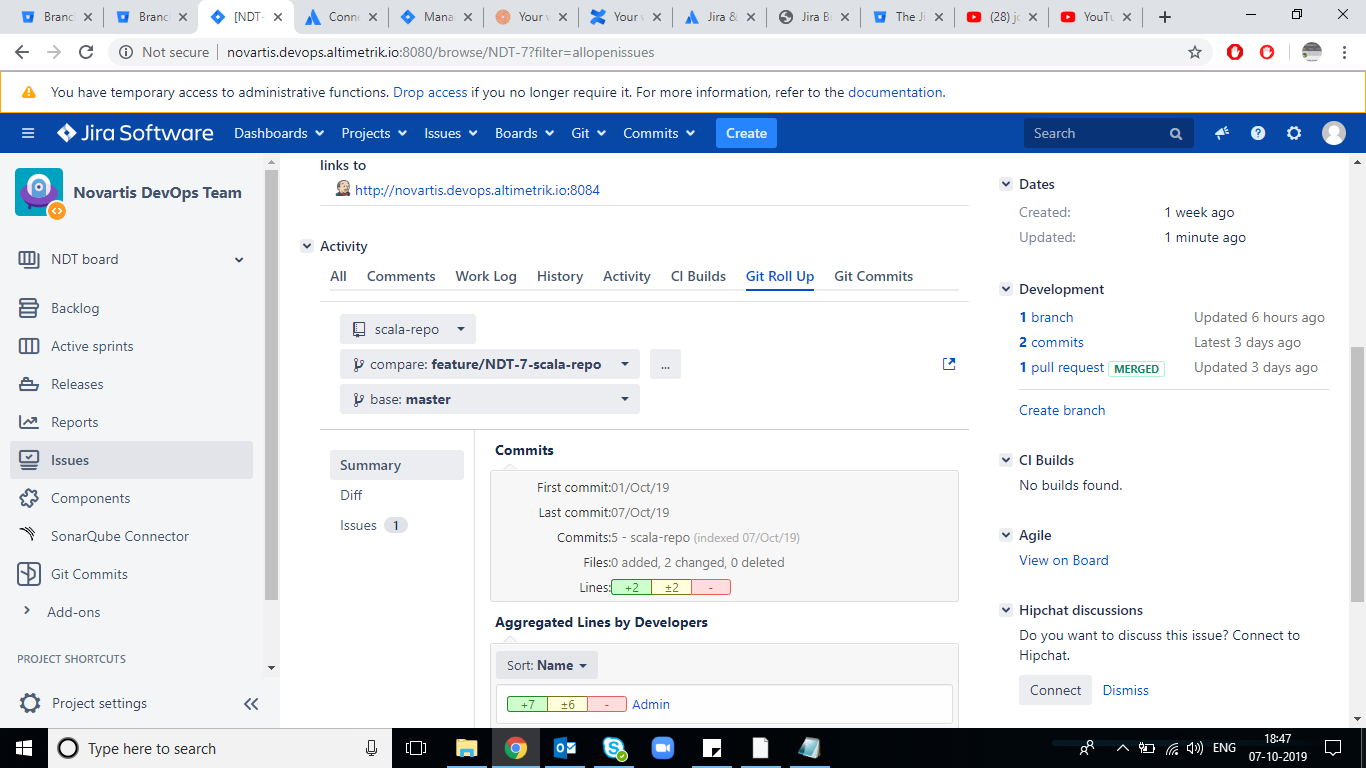 Branc
Branc
[NDT-
Conn
Mana
Your v
Your v
Jira &
Jira Bi
The Ji
(28) j
YouT
Not secure
novartis.devops.altimetrik.io:8080/browse/NDT-7?filter=allopenissues
You have temporary access to administrative functions. Drop access if you no longer require it. For more information, refer to the documentation.
Jira Software
Dashboards
Projects
Issues
Boards
Git
Commits
Create
Search
Novartis DevOps Team
NDT board
Backlog
Active sprints
Releases
Reports
Issues
Components
SonarQube Connector
Git Commits
Add-ons
PROJECT SHORTCUTS
Project settings
links to
http://novartis.devops.altimetrik.io:8084
Activity
All
Comments
Work Log
History
Activity
CI Builds
Git Roll Up
Git Commits
scala-repo
compare: feature/NDT-7-scala-repo
...
base: master
Summary
Diff
Issues 1
Commits
First commit:01/Oct/19
Last commit:07/Oct/19
Commits:5 - scala-repo (indexed 07/Oct/19)
Files:0 added, 2 changed, 0 deleted
Lines: +2 ±2 -
Aggregated Lines by Developers
Sort: Name
+7 ±6 - Admin
Dates
Created: 1 week ago
Updated: 1 minute ago
Development
1 branch Updated 6 hours ago
2 commits Latest 3 days ago
1 pull request MERGED Updated 3 days ago
Create branch
CI Builds
No builds found.
Agile
View on Board
Hipchat discussions
Do you want to discuss this issue? Connect to
Hipchat.
Connect
Dismiss
Type here to search
ENG
18:47
07-10-2019